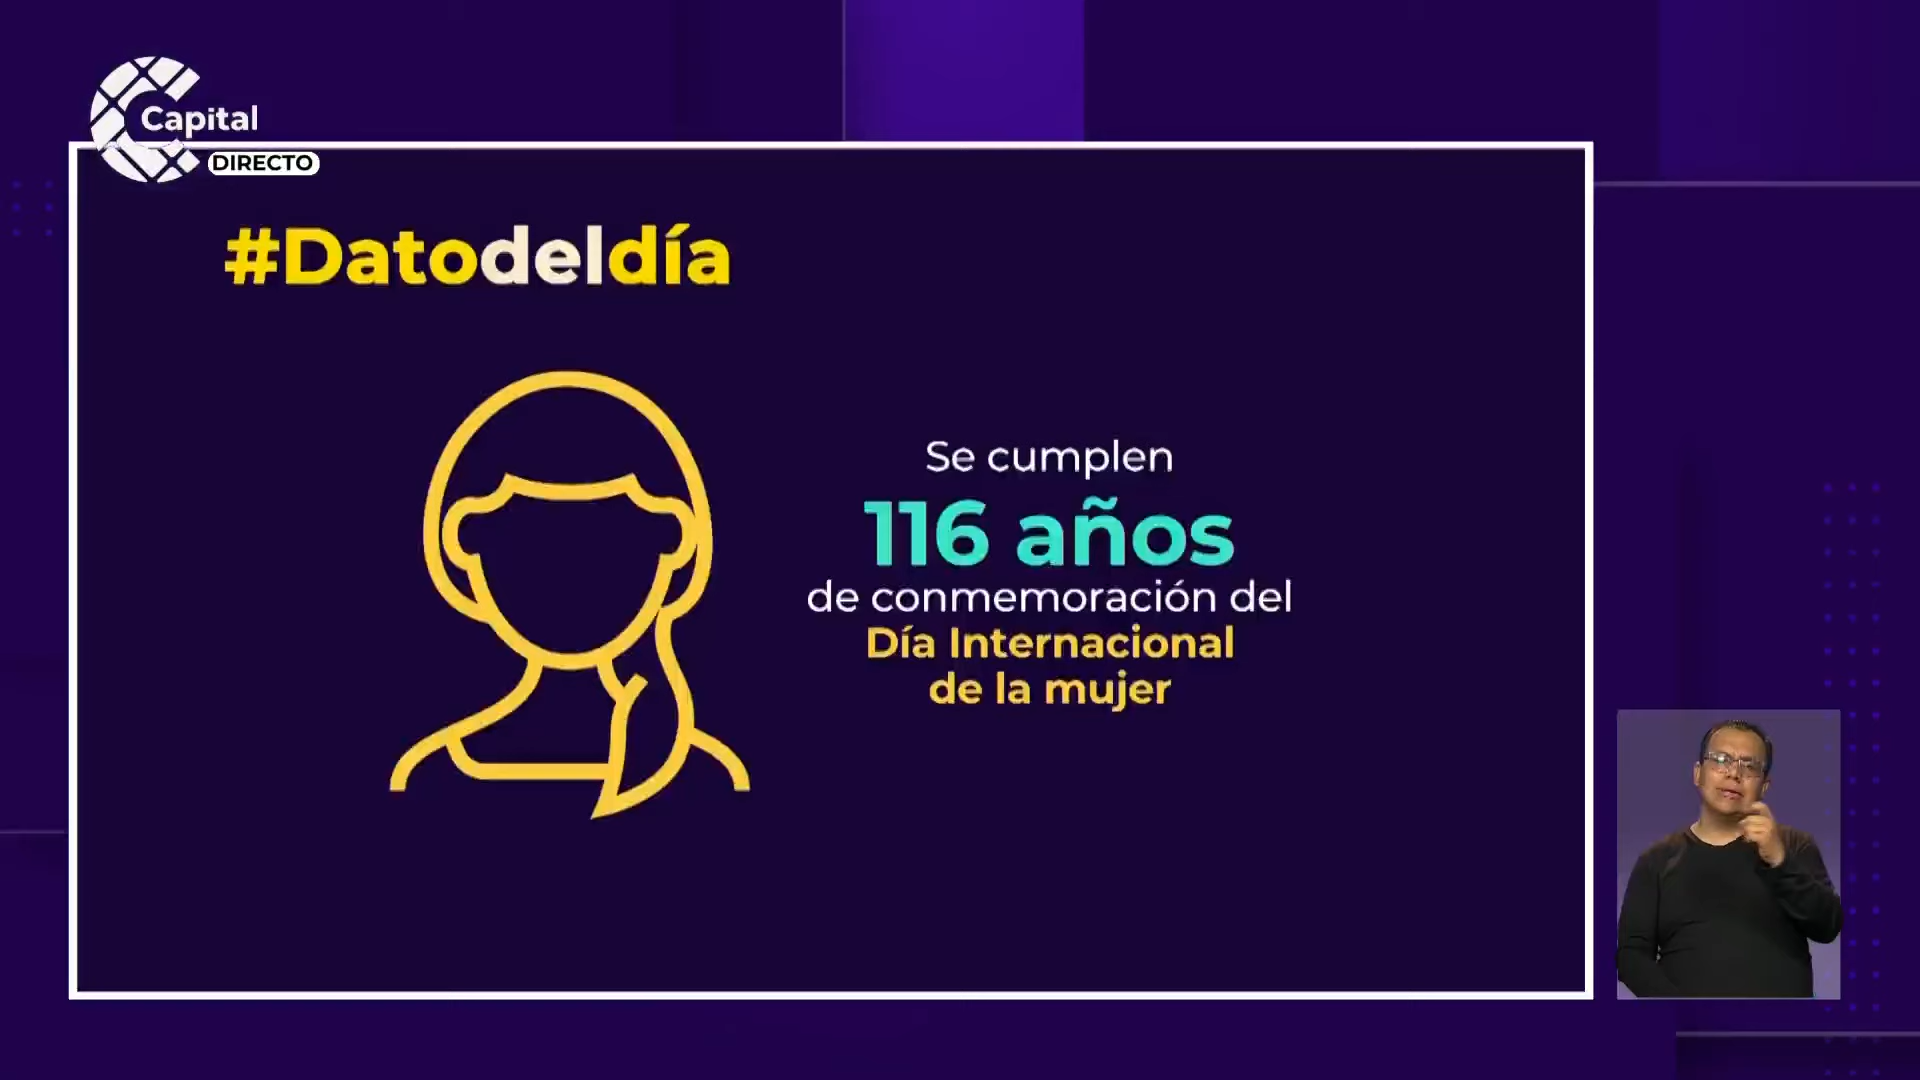 Capital
DIRECTO
#Datodeldía
Se cumplen
116 años
de conmemoración del
Día Internacional
de la mujer